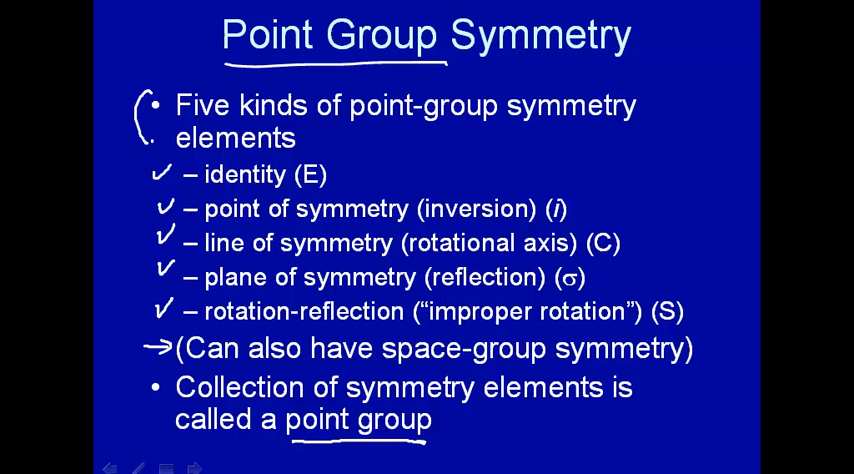 Point Group Symmetry
• Five kinds of point-group symmetry
elements
– identity (E)
– point of symmetry (inversion) (i)
– line of symmetry (rotational axis) (C)
– plane of symmetry (reflection) (σ)
– rotation-reflection (“improper rotation”) (S)
(Can also have space-group symmetry)
• Collection of symmetry elements is
called a point group